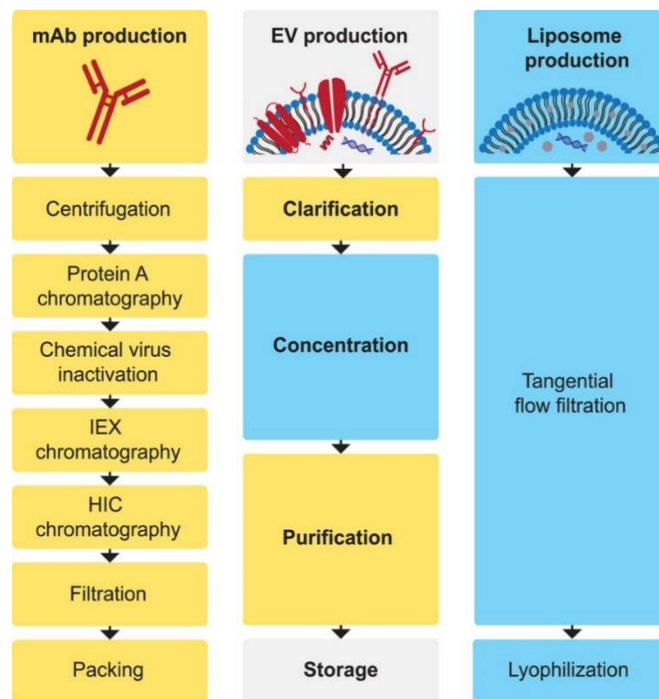 mAb production
Centrifugation
Protein A
chromatography
Chemical virus
inactivation
IEX
chromatography
HIC
chromatography
Filtration
Packing
EV production
Clarification
Concentration
Purification
Storage
Liposome
production
Tangential
flow filtration
Lyophilization